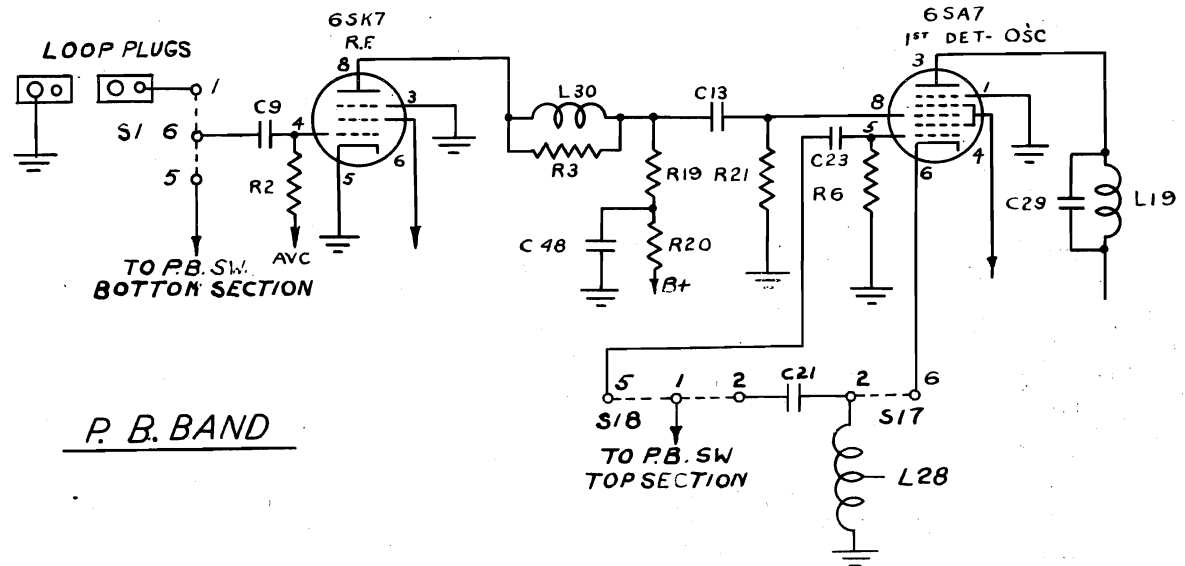 6SK7
R.F.
8
LOOP PLUGS
1
S1 6
5
C9
4
3
6
5
R2
AVC
TO P.B. SW.
BOTTOM SECTION
L30
R3
C13
R19
R21
C 48
R20
B+
6SA7
1ST DET- OSC
3
1
8
5
C23
6
4
R6
C29
L19
5
1
2
C21
2
6
S18
S17
TO P.B. SW
TOP SECTION
L28
P. B. BAND